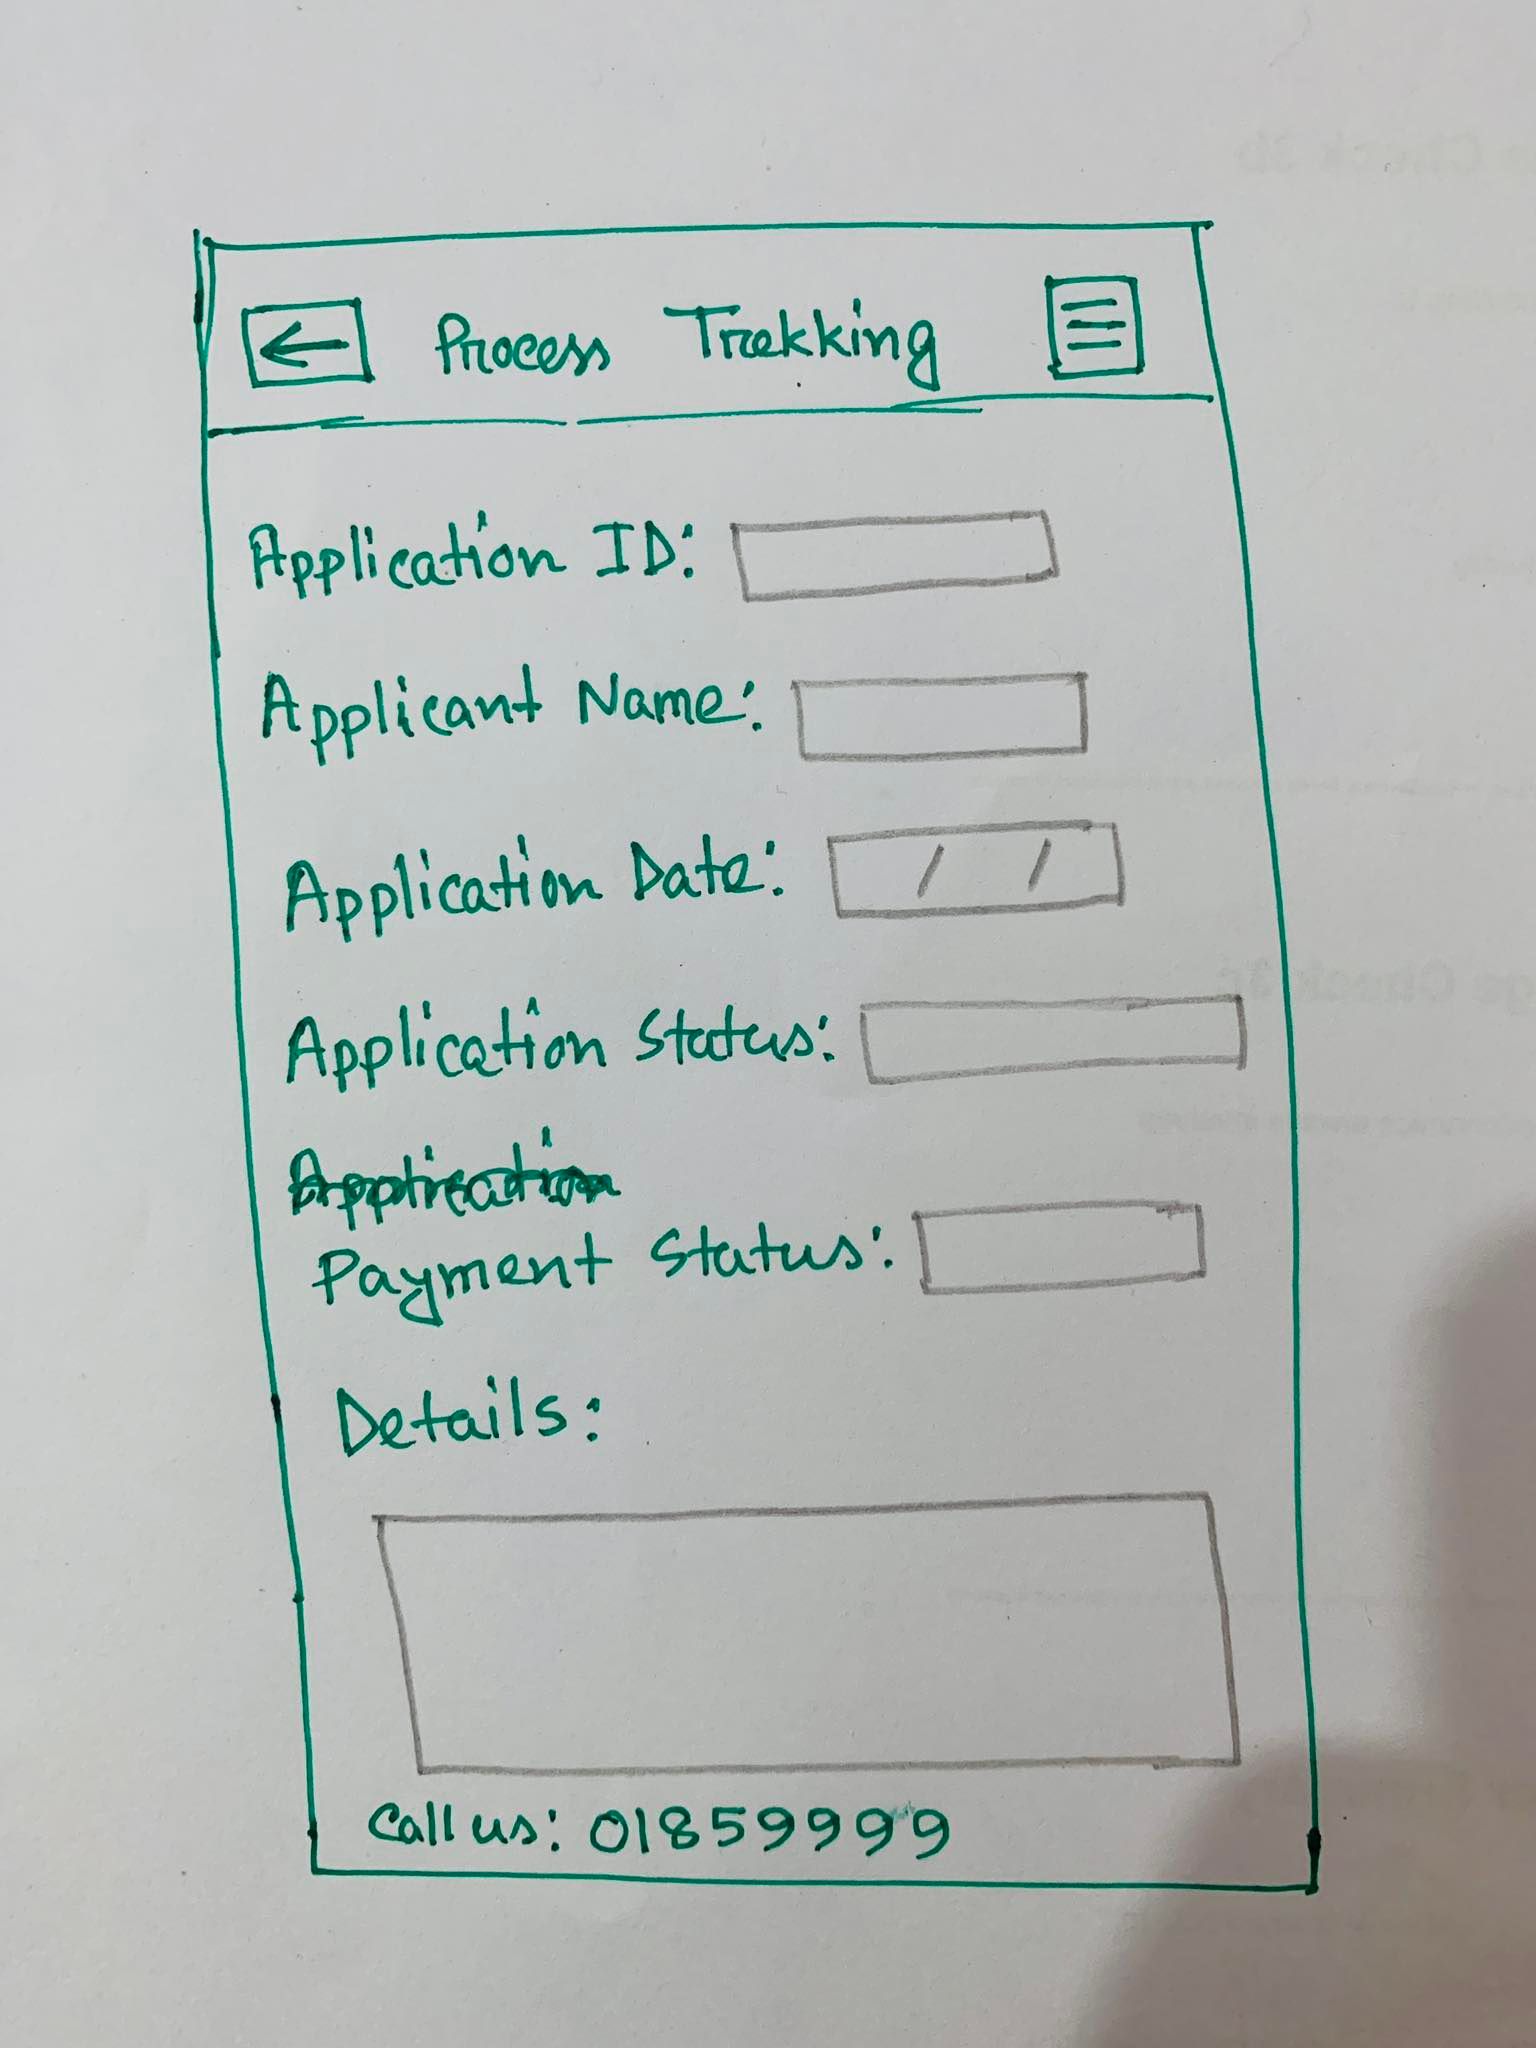 Process Trekking
Application ID:
Applicant Name:
Application Date: / /
Application Status:
Application
Payment Status:
Details:
Call us: 01859999